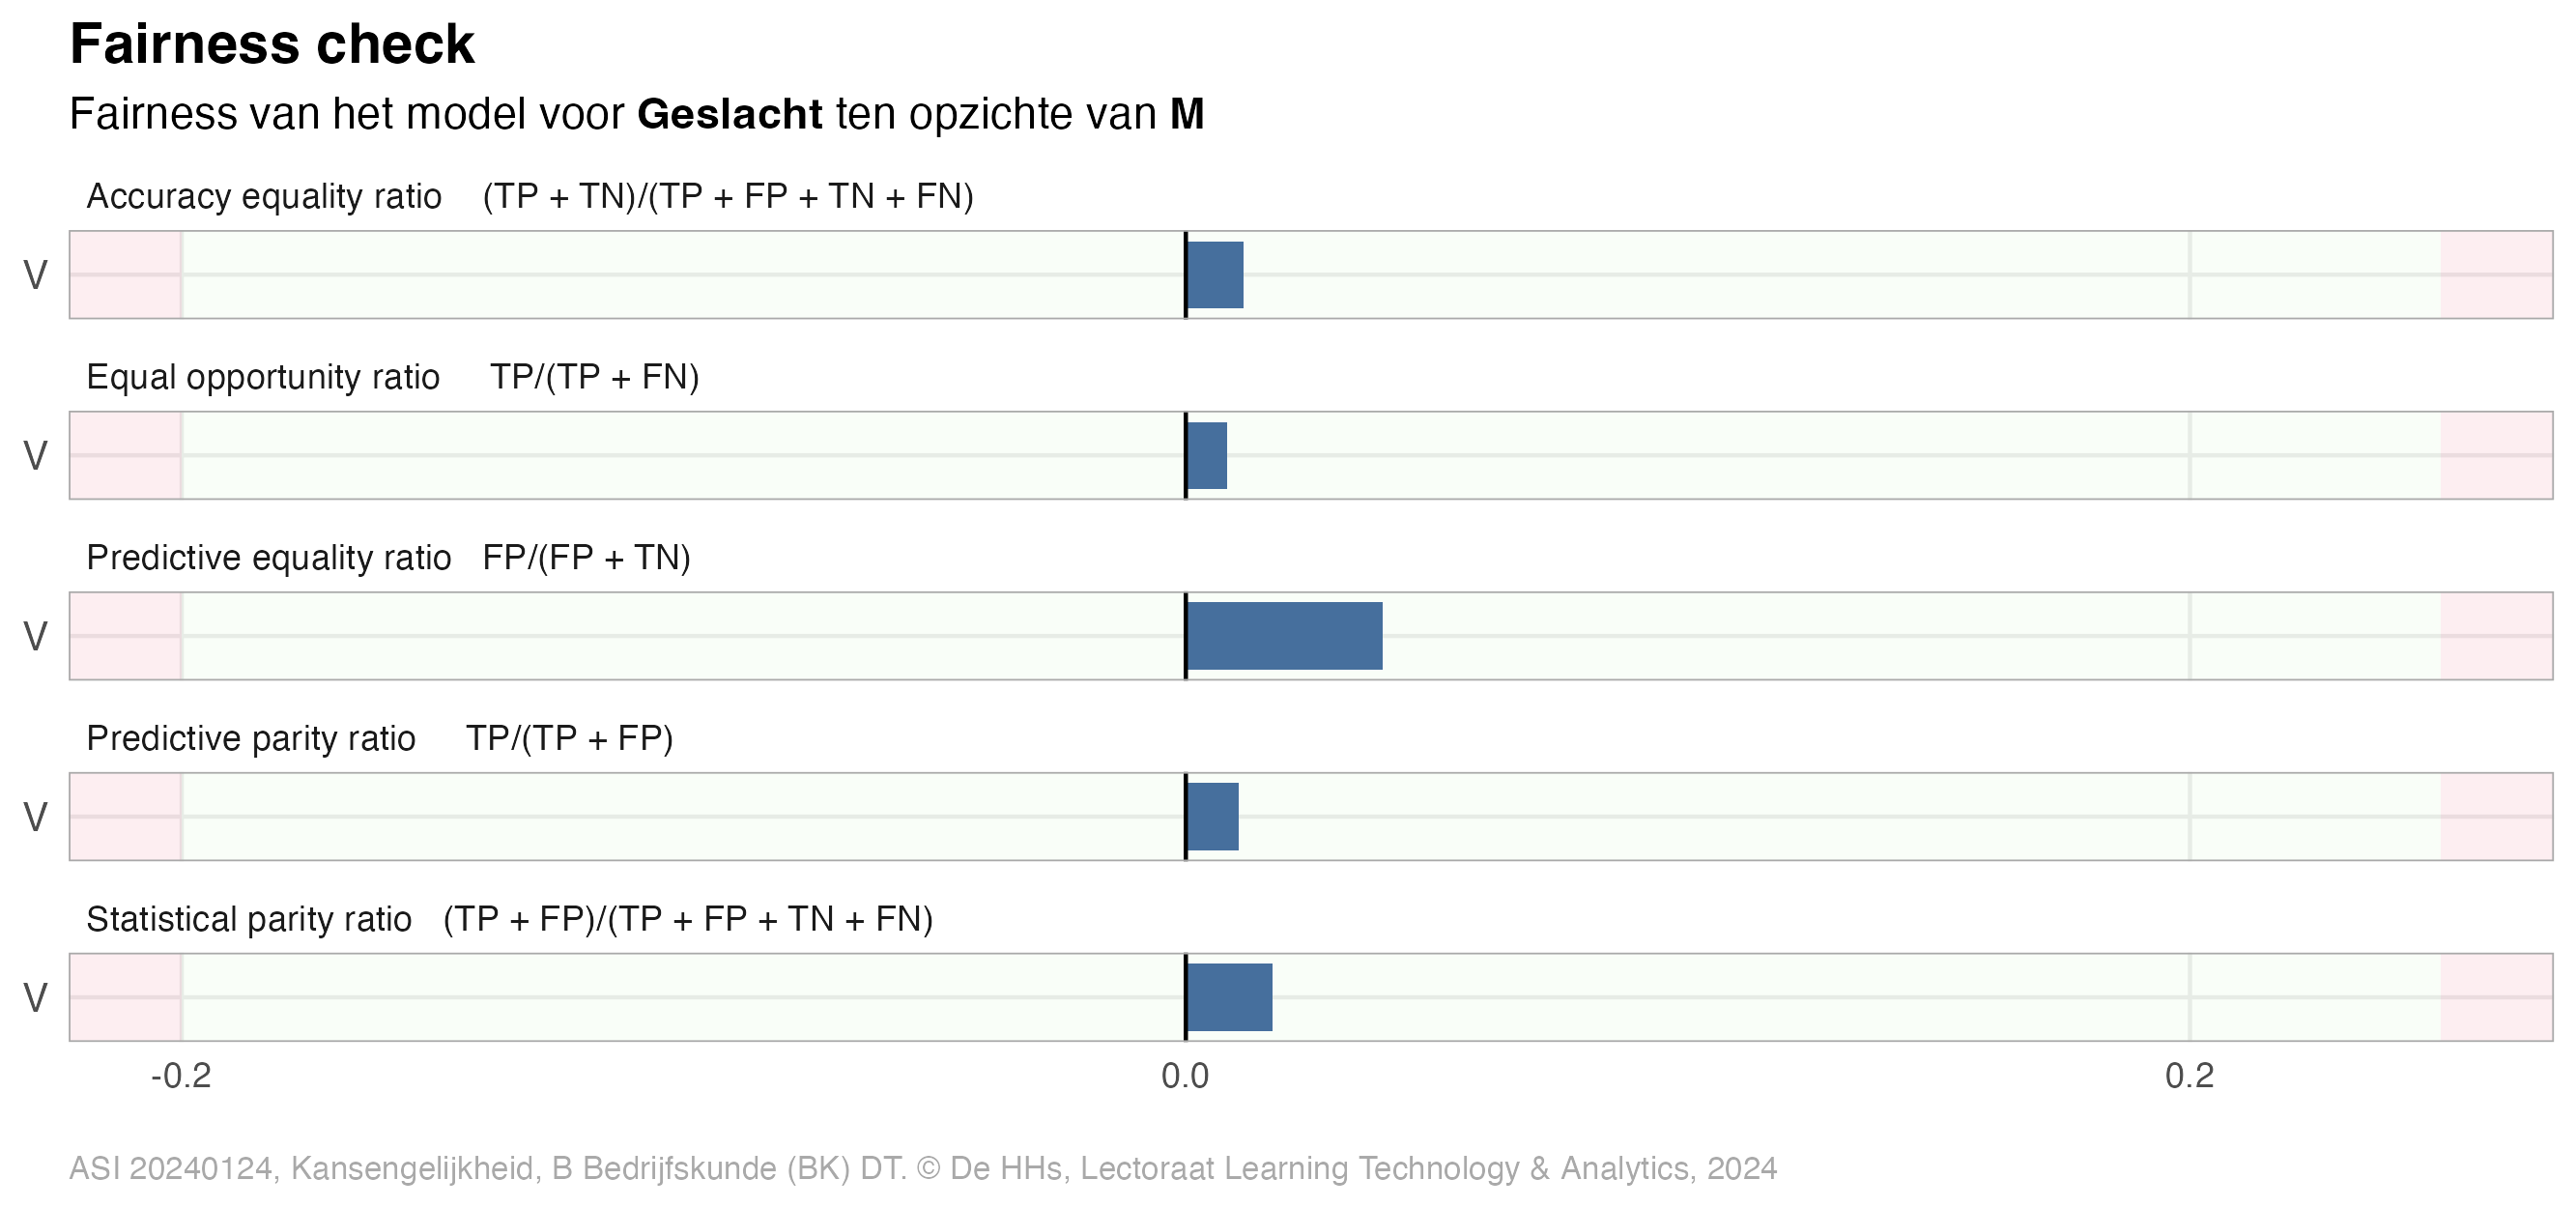 Fairness check
Fairness van het model voor Geslacht ten opzichte van M
Accuracy equality ratio (TP + TN)/(TP + FP + TN + FN)
V
Equal opportunity ratio TP/(TP + FN)
V
Predictive equality ratio FP/(FP + TN)
V
Predictive parity ratio TP/(TP + FP)
V
Statistical parity ratio (TP + FP)/(TP + FP + TN + FN)
V
-0.2 0.0 0.2
ASI 20240124, Kansengelijkheid, B Bedrijfskunde (BK) DT. © De HHs, Lectoraat Learning Technology & Analytics, 2024